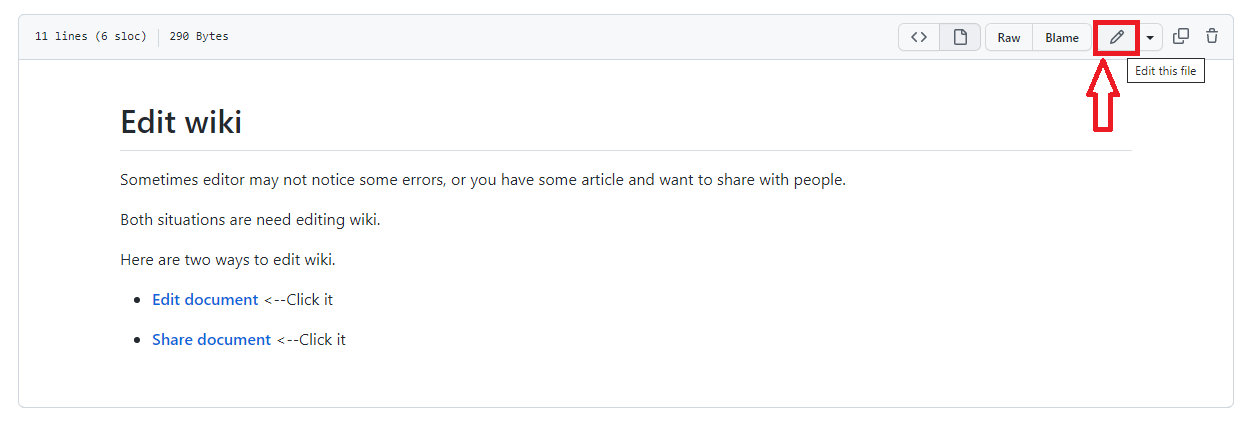 11 lines (6 sloc) 290 Bytes
Raw Blame
Edit this file
Edit wiki
Sometimes editor may not notice some errors, or you have some article and want to share with people.
Both situations are need editing wiki.
Here are two ways to edit wiki.
• Edit document <--Click it
• Share document <--Click it